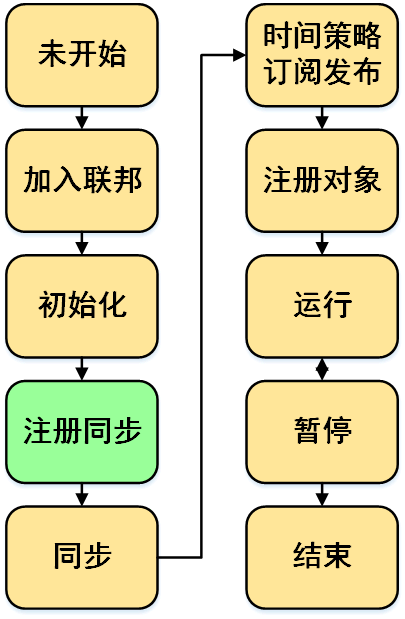 未开始
加入联邦
初始化
注册同步
同步
时间策略
订阅发布
注册对象
运行
暂停
结束